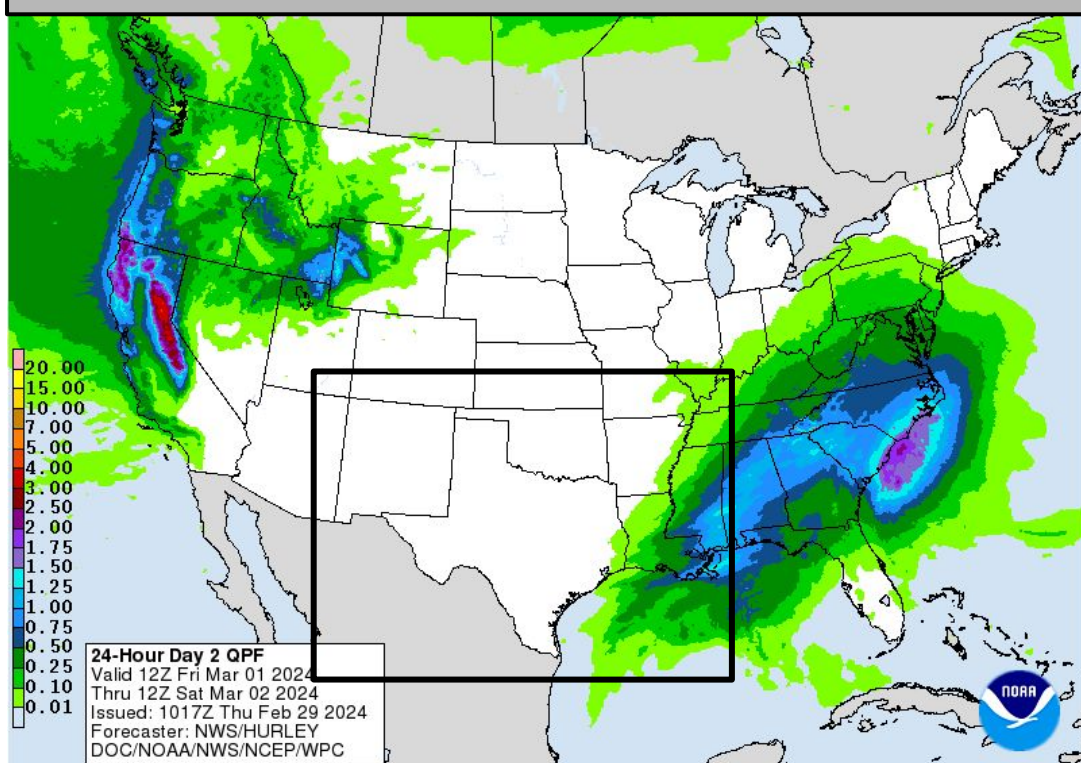 20.00
15.00
10.00
7.00
5.00
4.00
3.00
2.50
2.00
1.75
1.50
1.25
1.00
0.75
0.50
0.25
0.10
0.01
24-Hour Day 2 QPF
Valid 12Z Fri Mar 01 2024
Thru 12Z Sat Mar 02 2024
Issued: 1017Z Thu Feb 29 2024
Forecaster: NWS/HURLEY
DOC/NOAA/NWS/NCEP/WPC
NOAA